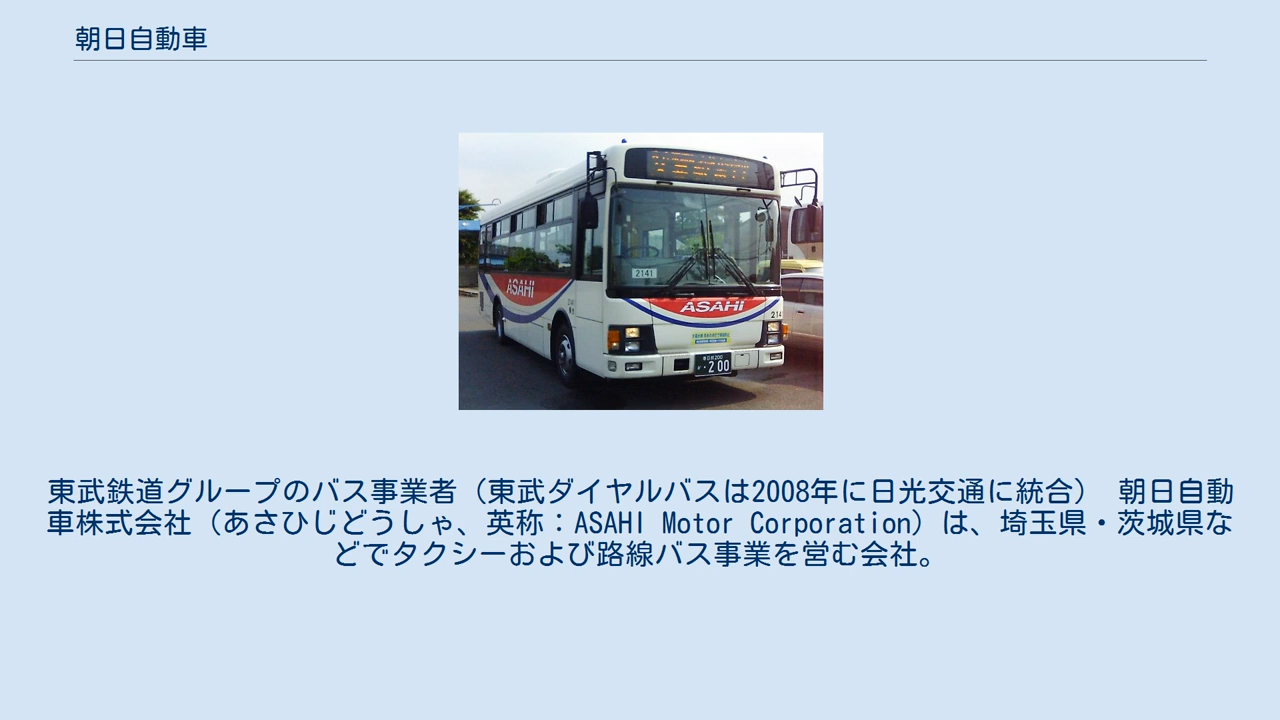 朝日自動車
ASAHI
2141
ASAHI
214
200
東武鉄道グループのバス事業者（東武ダイヤルバスは2008年に日光交通に統合） 朝日自動
車株式会社（あさひじどうしゃ、英称：ASAHI Motor Corporation）は、埼玉県・茨城県な
どでタクシーおよび路線バス事業を営む会社。